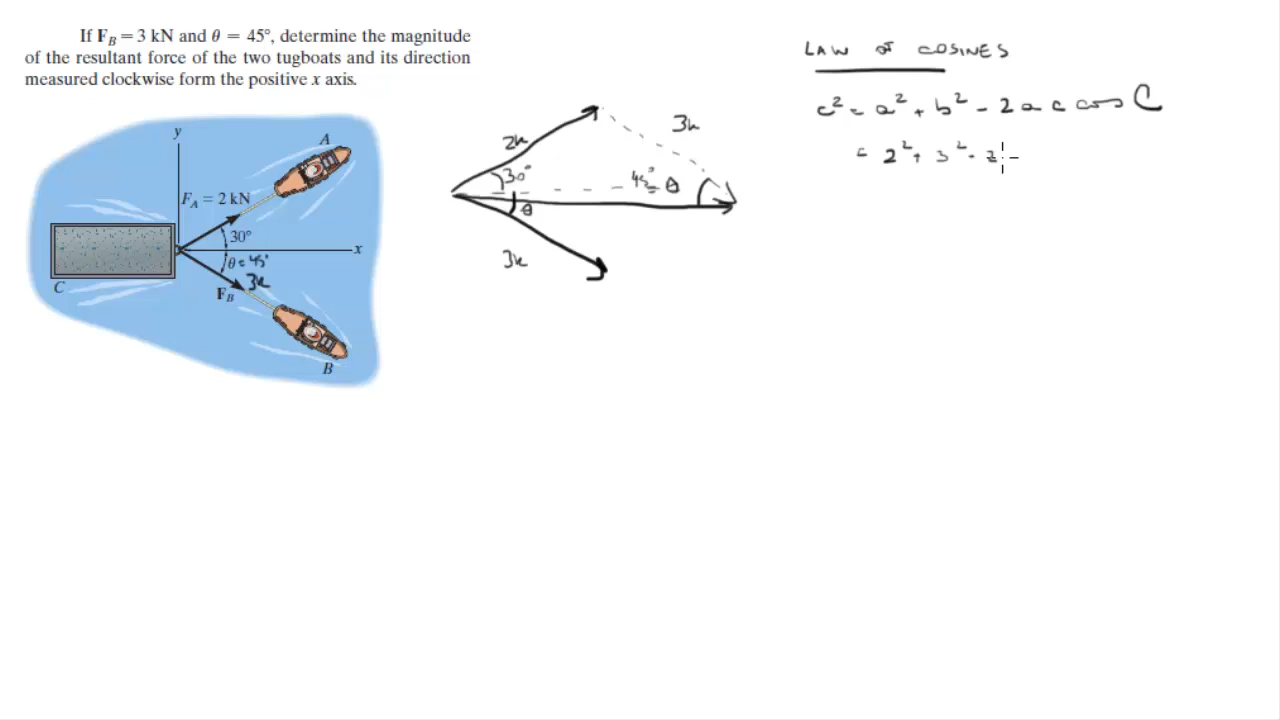 If F_B = 3 kN and θ = 45°, determine the magnitude
of the resultant force of the two tugboats and its direction
measured clockwise form the positive x axis.
LAW OF COSINES
c² = a² + b² - 2 a c cos C
= 2² + 3² - 2
y
A
F_A = 2 kN
30°
x
θ = 45°
3k
F_B
C
B
2k
30°
3k
45° = θ
θ
3k